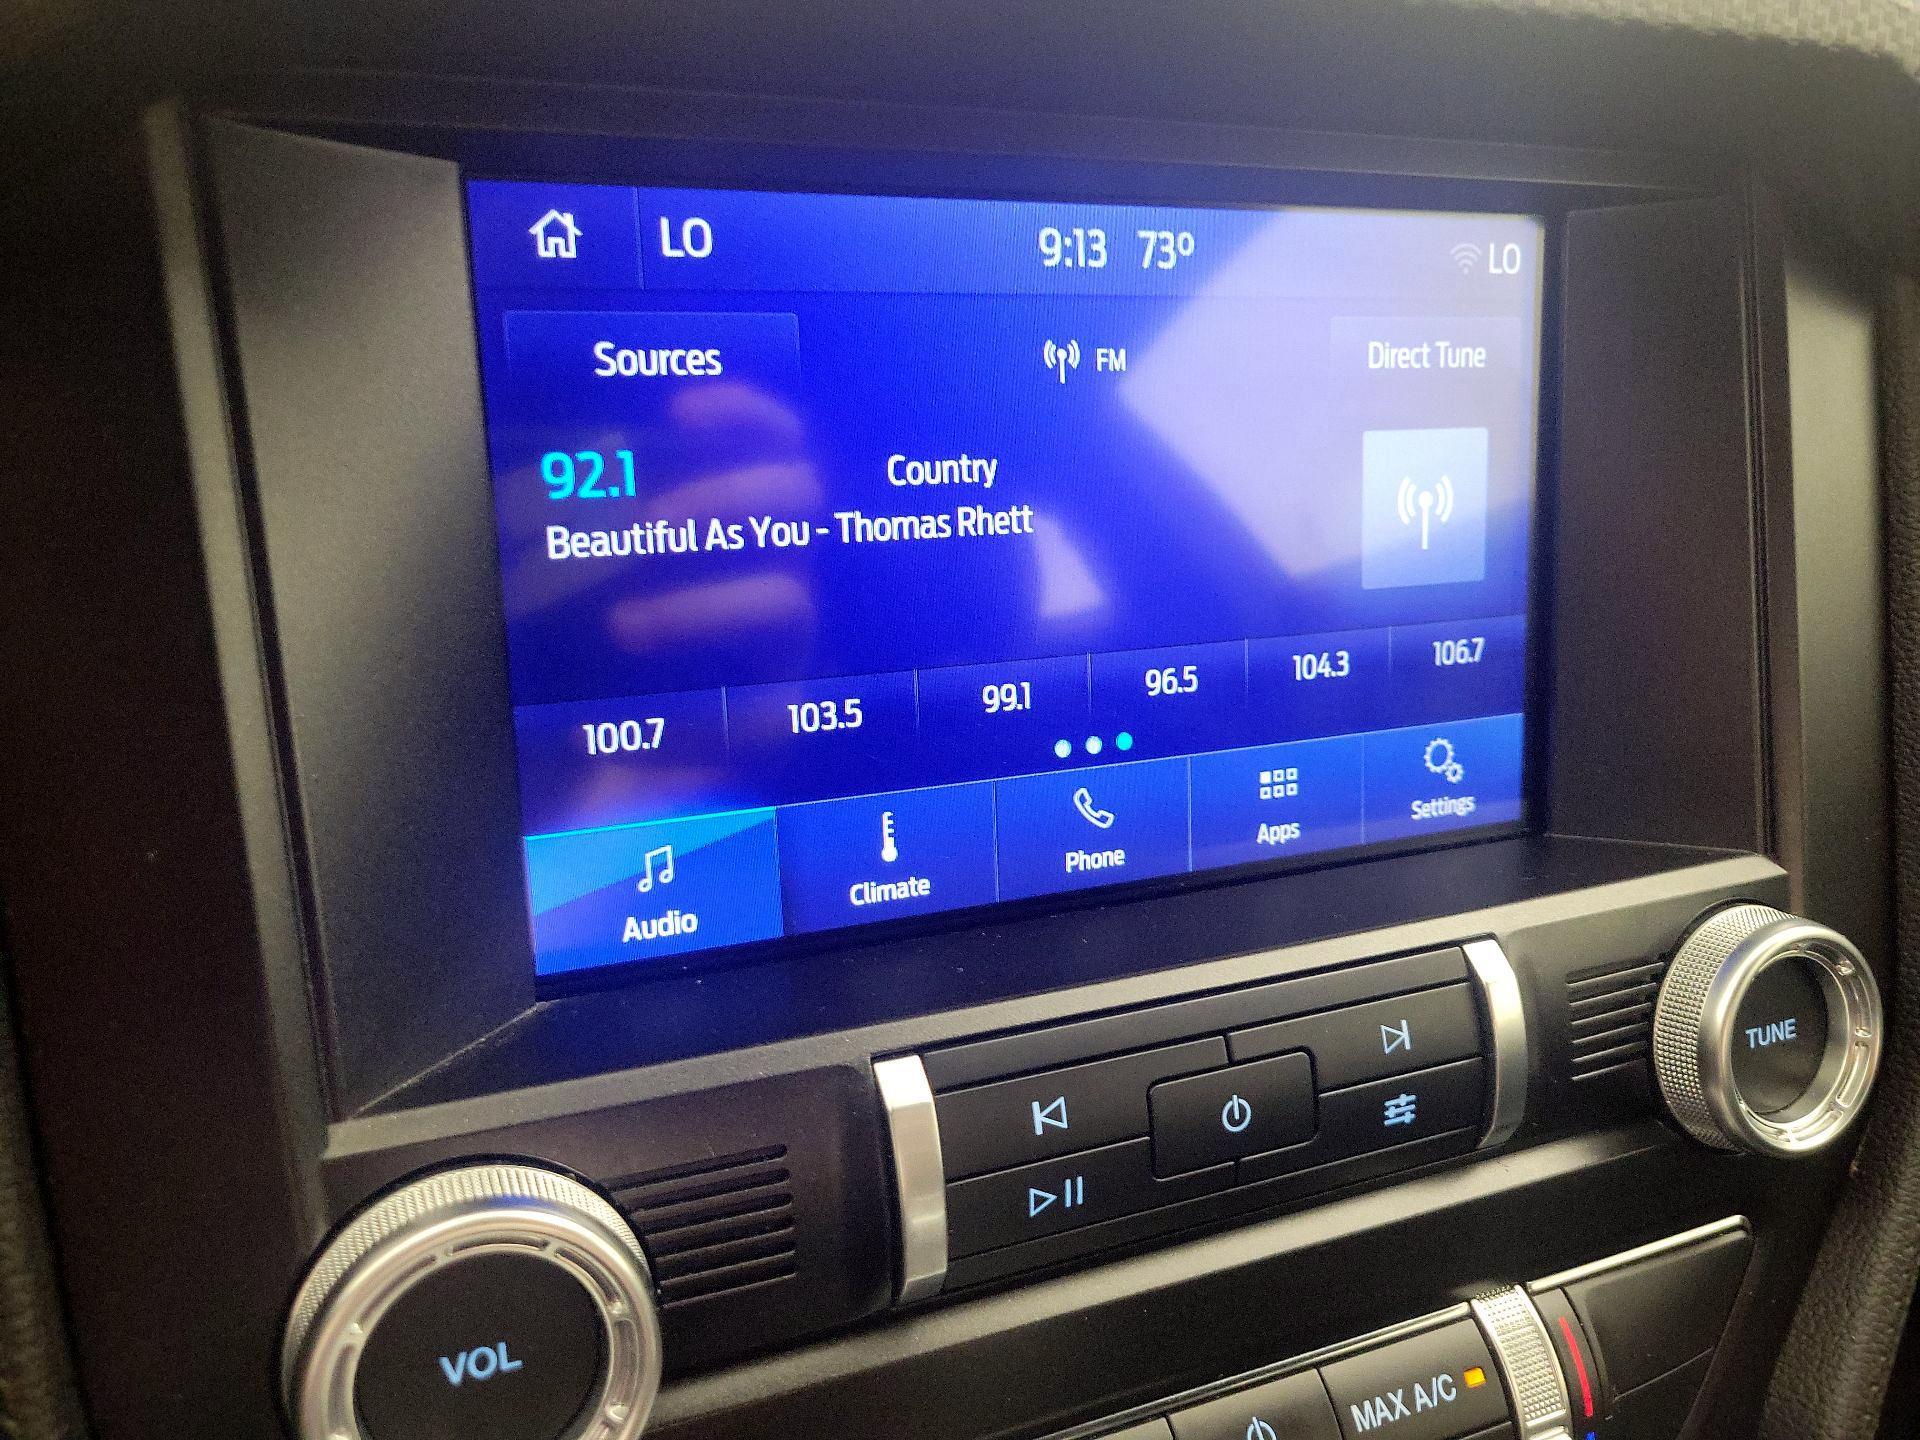 LO 9:13 73° LO
Sources FM Direct Tune
92.1 Country
Beautiful As You - Thomas Rhett
100.7 103.5 99.1 96.5 104.3 106.7
Audio Climate Phone Apps Settings
TUNE
VOL
MAX A/C